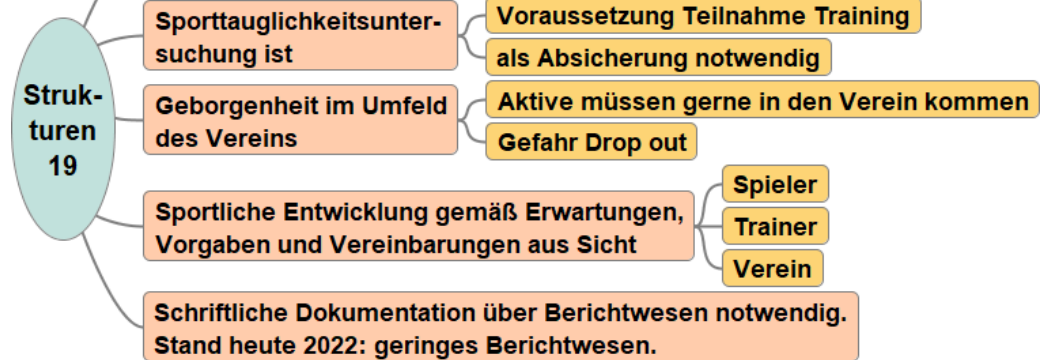 Struk-
turen
19
Sporttauglichkeitsunter-
suchung ist
Voraussetzung Teilnahme Training
als Absicherung notwendig
Geborgenheit im Umfeld
des Vereins
Aktive müssen gerne in den Verein kommen
Gefahr Drop out
Sportliche Entwicklung gemäß Erwartungen,
Vorgaben und Vereinbarungen aus Sicht
Spieler
Trainer
Verein
Schriftliche Dokumentation über Berichtwesen notwendig.
Stand heute 2022: geringes Berichtwesen.